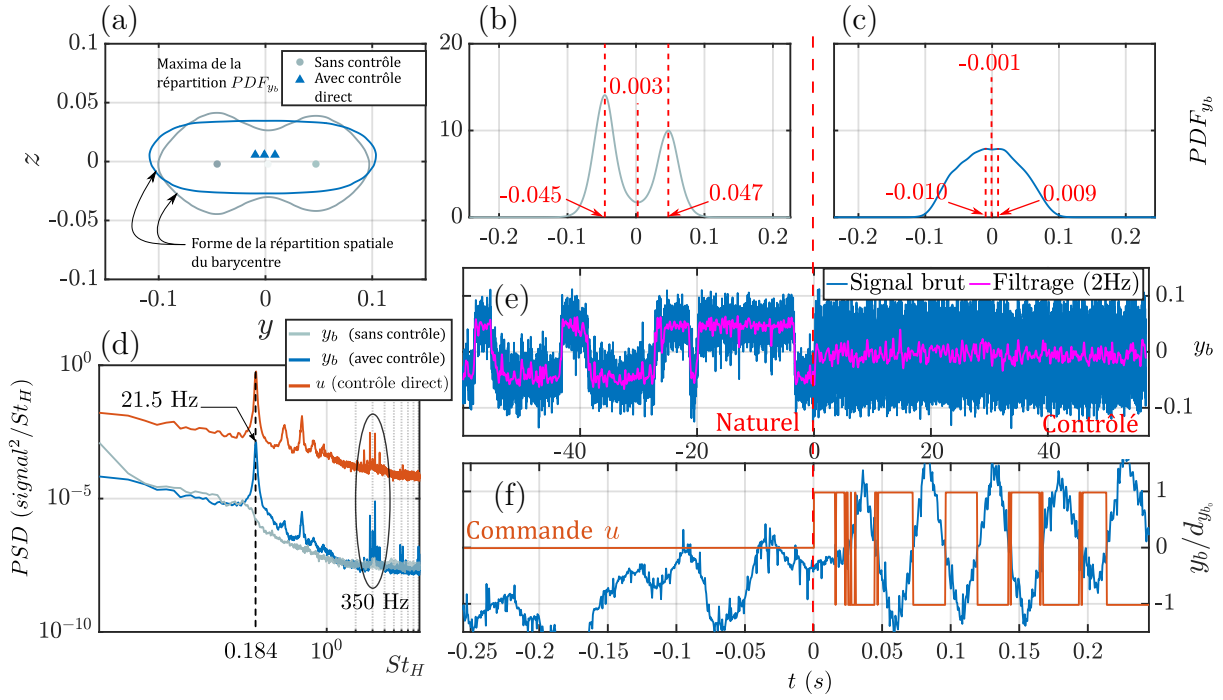 (a)
0.1
0.05
0
-0.05
-0.1
z
Maxima de la
répartition PDF_{y_b}
Sans contrôle
Avec contrôle
direct
Forme de la répartition spatiale
du barycentre
-0.1 0 0.1
y
(b)
20
10
0
0.003
-0.045
0.047
-0.2 -0.1 0 0.1 0.2
(c)
-0.001
-0.010
0.009
-0.2 -0.1 0 0.1 0.2
PDF_{y_b}
(d)
y_b (sans contrôle)
y_b (avec contrôle)
u (contrôle direct)
10^0
10^{-5}
10^{-10}
PSD (signal^2/St_H)
21.5 Hz
350 Hz
0.184 10^0
St_H
(e)
Signal brut Filtrage (2Hz)
Naturel
Contrôlé
0.1
0
-0.1
y_b
-40 -20 0 20 40
(f)
Commande u
1
0
-1
y_b/d_{y_{b_0}}
-0.25 -0.2 -0.15 -0.1 -0.05 0 0.05 0.1 0.15 0.2
t (s)